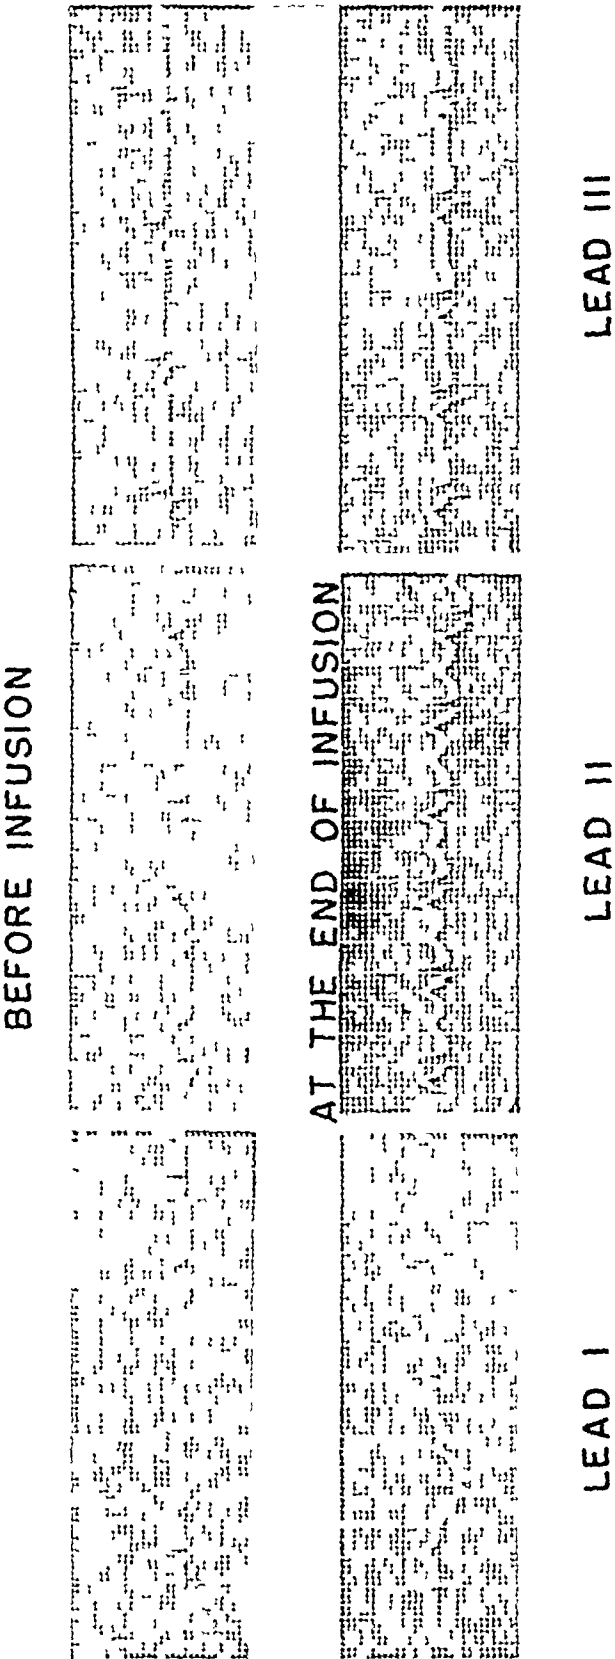 BEFORE INFUSION
AT THE END OF INFUSION
LEAD I
LEAD II
LEAD III